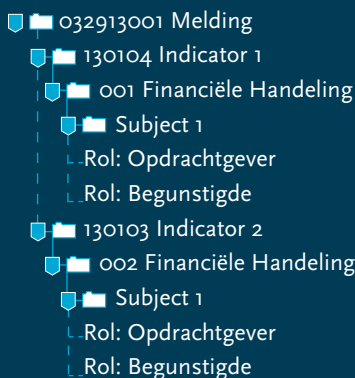 032913001 Melding
130104 Indicator 1
001 Financiële Handeling
Subject 1
Rol: Opdrachtgever
Rol: Begunstigde
130103 Indicator 2
002 Financiële Handeling
Subject 1
Rol: Opdrachtgever
Rol: Begunstigde